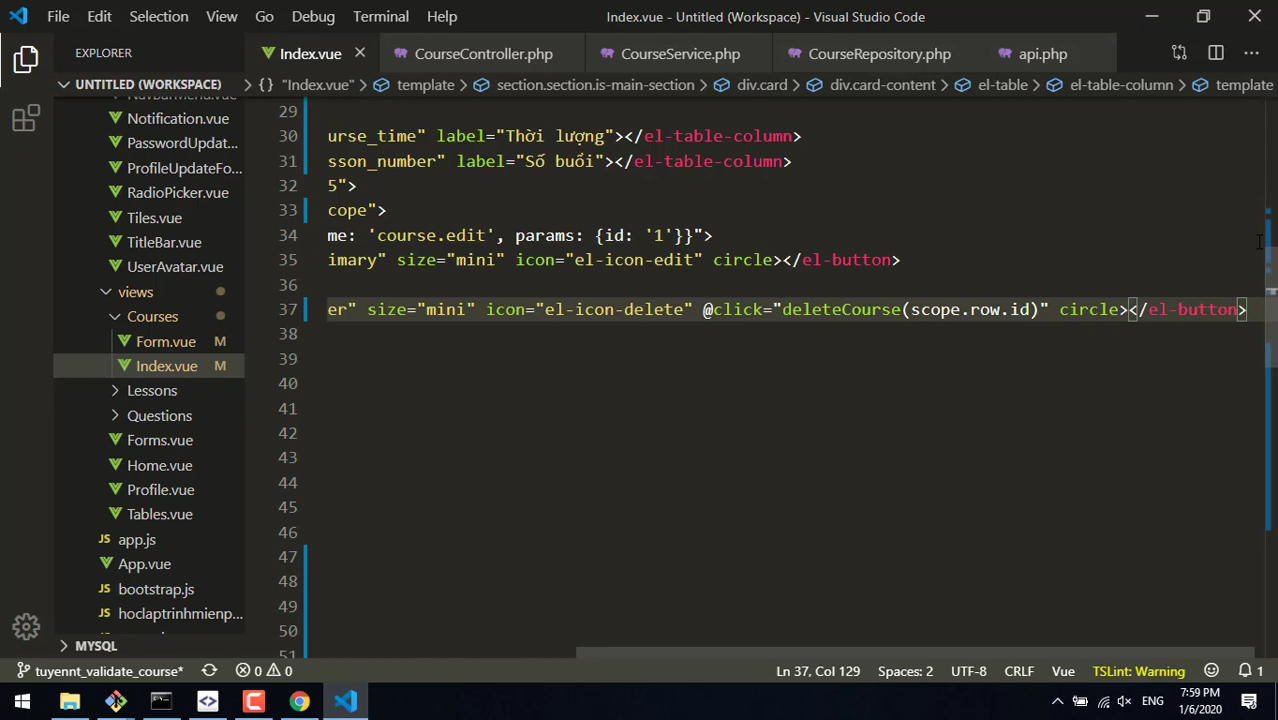 File Edit Selection View Go Debug Terminal Help Index.vue - Untitled (Workspace) - Visual Studio Code
EXPLORER Index.vue CourseController.php CourseService.php CourseRepository.php api.php
UNTITLED (WORKSPACE) {} "Index.vue" > template > section.section.is-main-section > div.card > div.card-content > el-table > el-table-column > template
NavbarMenu.vue
Notification.vue
PasswordUpdat...
ProfileUpdateFo...
RadioPicker.vue
Tiles.vue
TitleBar.vue
UserAvatar.vue
views
Courses
Form.vue M
Index.vue M
Lessons
Questions
Forms.vue
Home.vue
Profile.vue
Tables.vue
JS app.js
App.vue
JS bootstrap.js
hoclaptrinhmienp...
MYSQL
29
30 urse_time" label="Thời lượng"></el-table-column>
31 sson_number" label="Số buổi"></el-table-column>
32 5">
33 cope">
34 me: 'course.edit', params: {id: '1'}}">
35 imary" size="mini" icon="el-icon-edit" circle></el-button>
36
37 er" size="mini" icon="el-icon-delete" @click="deleteCourse(scope.row.id)" circle></el-button>
38
39
40
41
42
43
44
45
46
47
48
49
50
51
tuyennt_validate_course* 0 0 Ln 37, Col 129 Spaces: 2 UTF-8 CRLF Vue TSLint: Warning 1
ENG 7:59 PM
1/6/2020